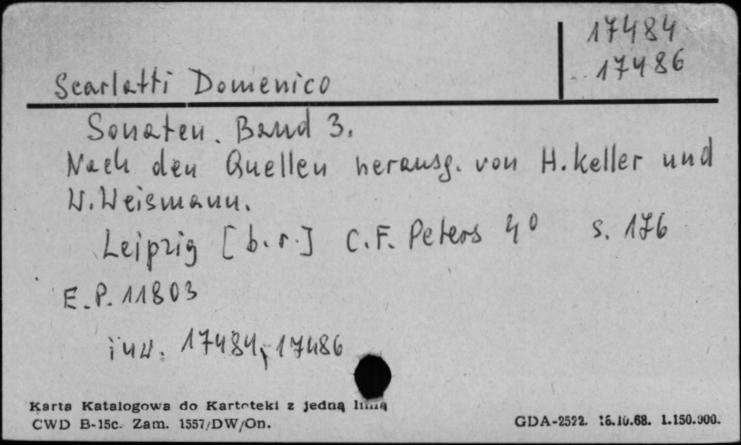 17484
17486
Scarlatti Domenico
Sonaten. Band 3.
Nach den Quellen herausg. von H. Keller und
W. Weismann.
Leipzig [b.r.] C.F. Peters 4° s. 176
E.P. 11803
inw. 17484, 17486
Karta Katalogowa do Kartoteki z jedną linią
CWD B-15c. Zam. 1557/DW/On.
GDA-2522. 16.10.68. 1.150.000.